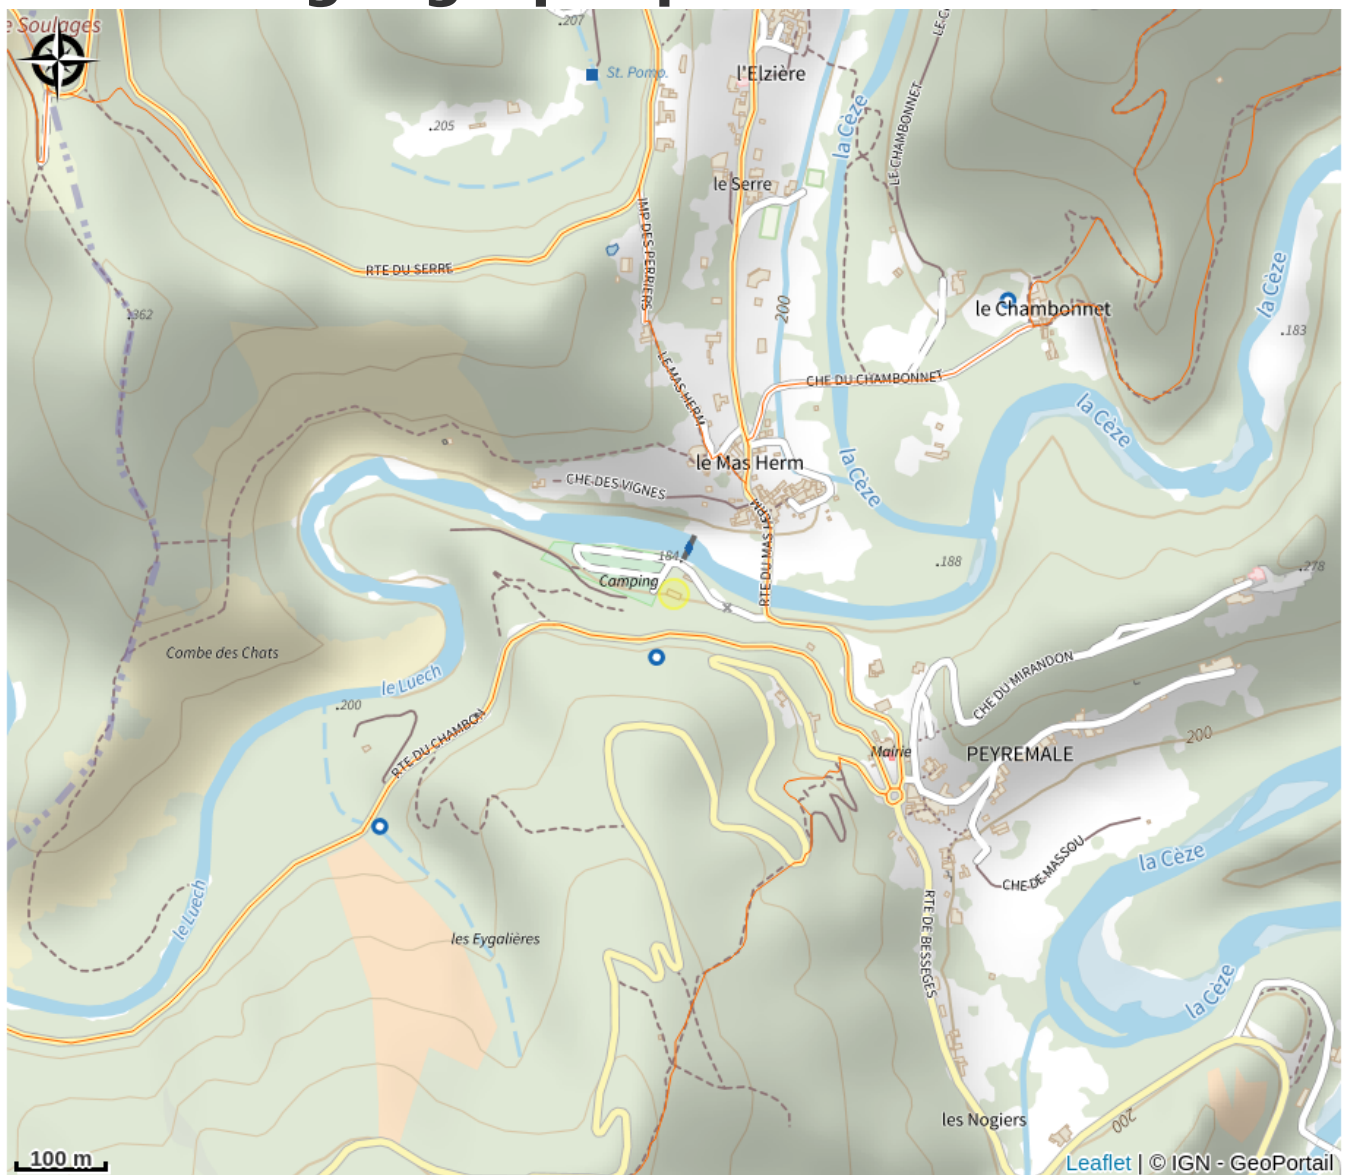 e Soulages
.207
St. Pomp.
l'Elzière
LE CHAMBONNET
la Cèze
.205
le Serre
IMP DES PERRIERS
RTE DU SERRE
la Cèze
200
le Chambonnet
.362
.183
LE MAS HERM
CHE DU CHAMBONNET
la Cèze
le Mas Herm
la Cèze
CHE DES VIGNES
RTE DU MAS HERM
184
.188
.278
Camping
Combe des Chats
le Luech
CHE DU MIRANDON
.200
RTE DU CHAMBON
Mairie
PEYREMALE
200
CHE DE MASSOU
la Cèze
le Luech
les Eygalières
RTE DE BESSEGES
la Cèze
les Nogiers
200
100 m
Leaflet | © IGN - GeoPortail